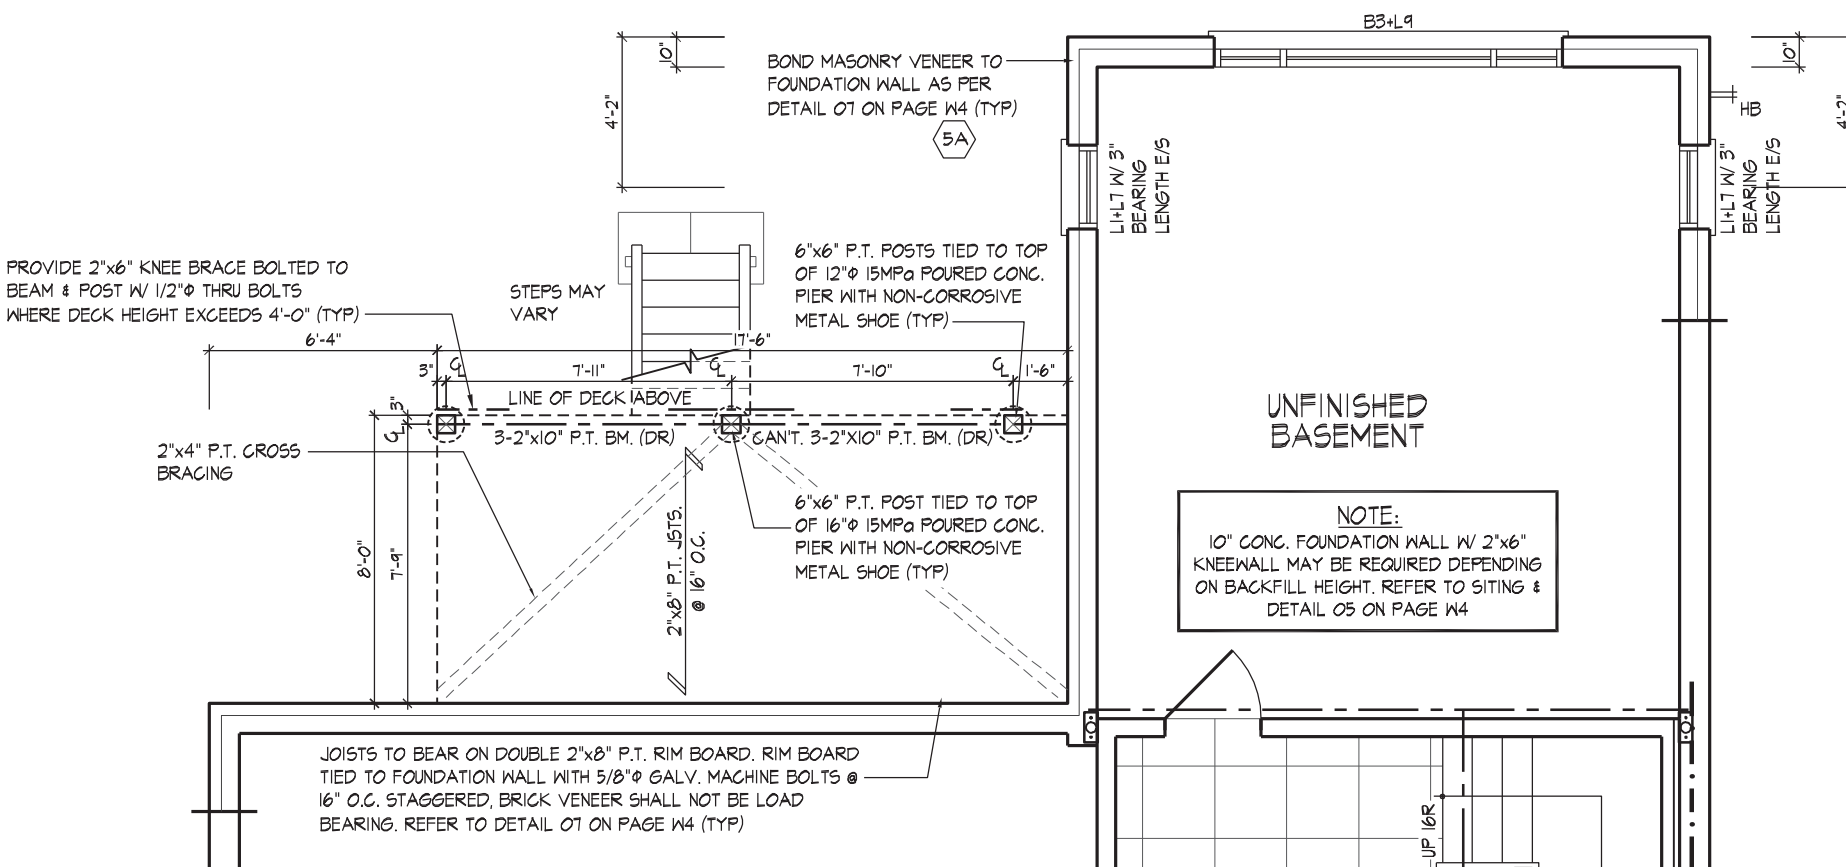 B3+L9
10"
4'-2"
BOND MASONRY VENEER TO
FOUNDATION WALL AS PER
DETAIL 07 ON PAGE W4 (TYP)
5A
10"
HB
4'-2"
L1+L7 W/ 3"
BEARING
LENGTH E/S
L1+L7 W/ 3"
BEARING
LENGTH E/S
PROVIDE 2"x6" KNEE BRACE BOLTED TO
BEAM & POST W/ 1/2"Φ THRU BOLTS
WHERE DECK HEIGHT EXCEEDS 4'-0" (TYP)
STEPS MAY
VARY
6"x6" P.T. POSTS TIED TO TOP
OF 12"Φ 15MPa POURED CONC.
PIER WITH NON-CORROSIVE
METAL SHOE (TYP)
6'-4"
17'-6"
3"
CL
7'-11"
CL
7'-10"
CL
1'-6"
LINE OF DECK ABOVE
3"
CL
3-2"x10" P.T. BM. (DR)
CAN'T. 3-2"X10" P.T. BM. (DR)
2"x4" P.T. CROSS
BRACING
8'-0"
7'-9"
2"x8" P.T. JSTS.
@ 16" O.C.
6"x6" P.T. POST TIED TO TOP
OF 16"Φ 15MPa POURED CONC.
PIER WITH NON-CORROSIVE
METAL SHOE (TYP)
UNFINISHED
BASEMENT
NOTE:
10" CONC. FOUNDATION WALL W/ 2"x6"
KNEEWALL MAY BE REQUIRED DEPENDING
ON BACKFILL HEIGHT. REFER TO SITING &
DETAIL 05 ON PAGE W4
JOISTS TO BEAR ON DOUBLE 2"x8" P.T. RIM BOARD. RIM BOARD
TIED TO FOUNDATION WALL WITH 5/8"Φ GALV. MACHINE BOLTS @
16" O.C. STAGGERED, BRICK VENEER SHALL NOT BE LOAD
BEARING. REFER TO DETAIL 07 ON PAGE W4 (TYP)
UP 16R